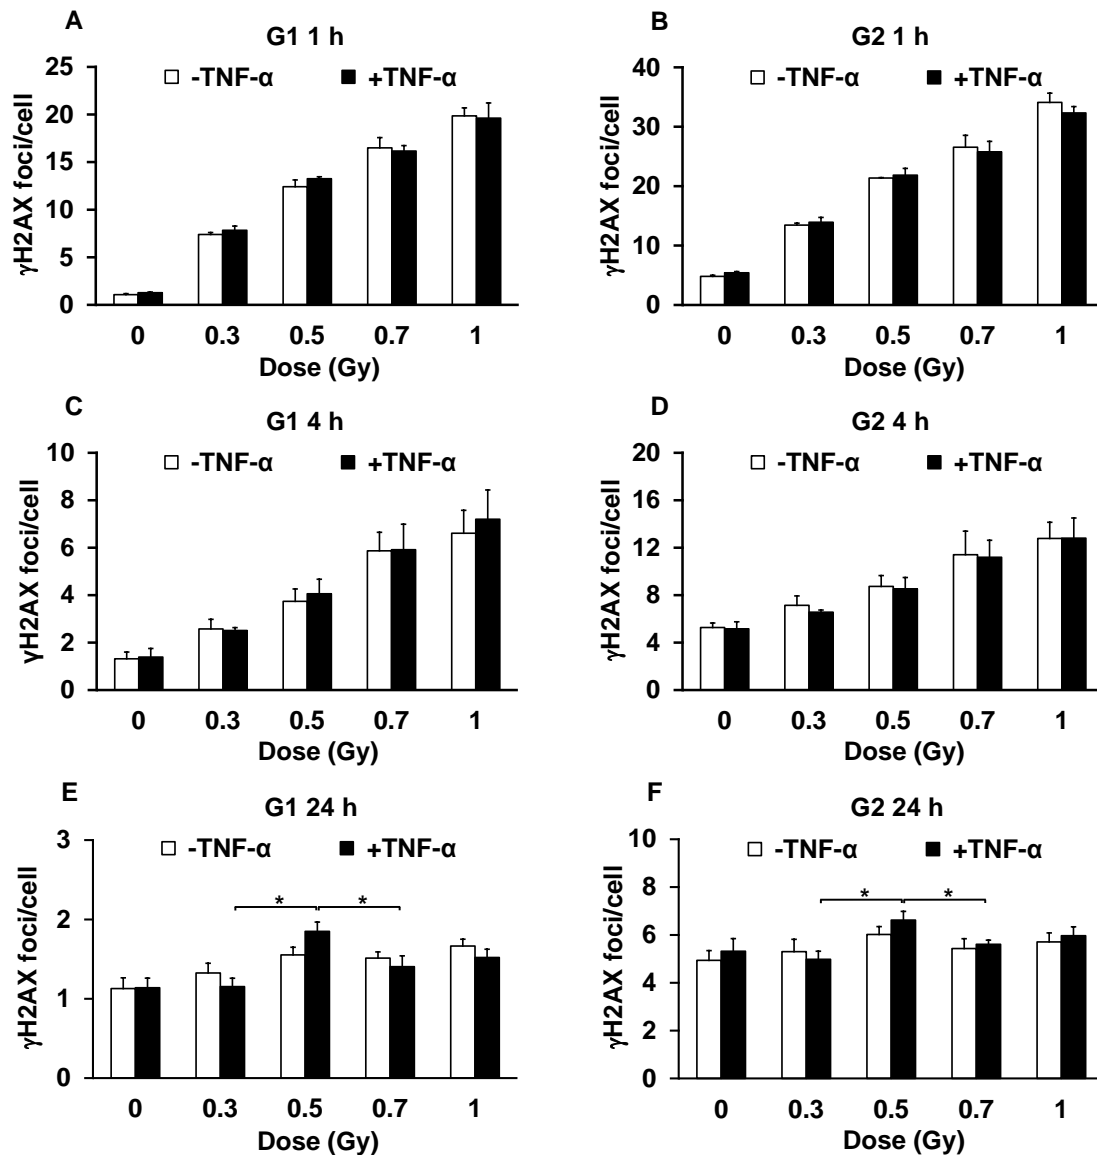 A
G1 1 h
-TNF-α +TNF-α
γH2AX foci/cell
25
20
15
10
5
0
0 0.3 0.5 0.7 1
Dose (Gy)
B
G2 1 h
-TNF-α +TNF-α
γH2AX foci/cell
40
30
20
10
0
0 0.3 0.5 0.7 1
Dose (Gy)
C
G1 4 h
-TNF-α +TNF-α
γH2AX foci/cell
10
8
6
4
2
0
0 0.3 0.5 0.7 1
Dose (Gy)
D
G2 4 h
-TNF-α +TNF-α
γH2AX foci/cell
20
16
12
8
4
0
0 0.3 0.5 0.7 1
Dose (Gy)
E
G1 24 h
-TNF-α +TNF-α
γH2AX foci/cell
3
2
1
0
* *
0 0.3 0.5 0.7 1
Dose (Gy)
F
G2 24 h
-TNF-α +TNF-α
γH2AX foci/cell
10
8
6
4
2
0
* *
0 0.3 0.5 0.7 1
Dose (Gy)